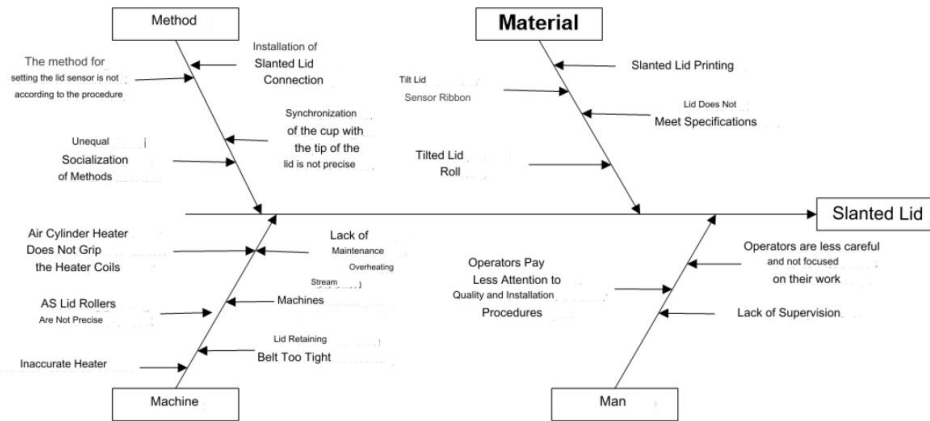 Method
Material
Installation of
Slanted Lid
Connection
The method for
setting the lid sensor is not
according to the procedure
Synchronization
of the cup with
the tip of the
lid is not precise
Unequal
Socialization
of Methods
Slanted Lid Printing
Tilt Lid
Sensor Ribbon
Lid Does Not
Meet Specifications
Tilted Lid
Roll
Slanted Lid
Air Cylinder Heater
Does Not Grip
the Heater Coils
Lack of
Maintenance
Overheating
Stream
Machines
AS Lid Rollers
Are Not Precise
Lid Retaining
Belt Too Tight
Inaccurate Heater
Operators Pay
Less Attention to
Quality and Installation
Procedures
Operators are less careful
and not focused
on their work
Lack of Supervision
Machine
Man